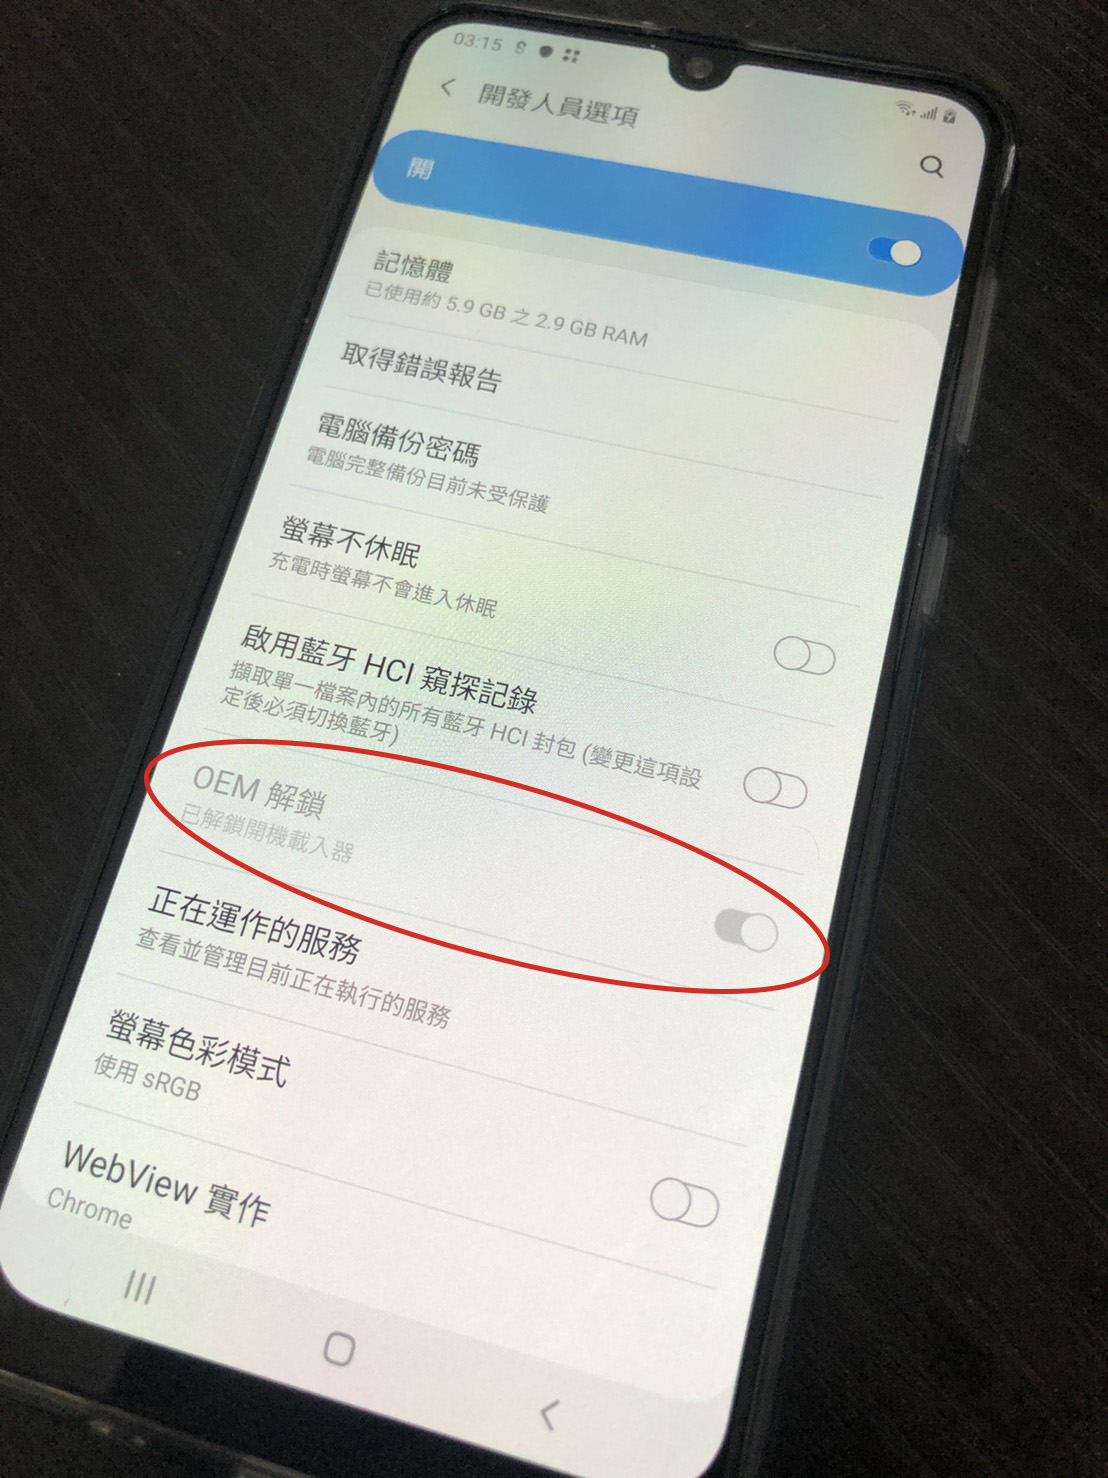 03:15
開發人員選項
開
記憶體
已使用約 5.9 GB 之 2.9 GB RAM
取得錯誤報告
電腦備份密碼
電腦完整備份目前未受保護
螢幕不休眠
充電時螢幕不會進入休眠
啟用藍牙 HCI 窺探記錄
擷取單一檔案內的所有藍牙 HCI 封包 (變更這項設
定後必須切換藍牙)
OEM 解鎖
已解鎖開機載入器
正在運作的服務
查看並管理目前正在執行的服務
螢幕色彩模式
使用 sRGB
WebView 實作
Chrome